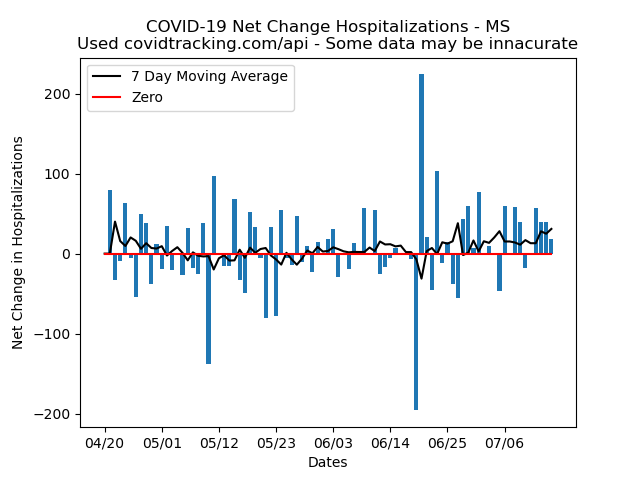 COVID-19 Net Change Hospitalizations - MS
Used covidtracking.com/api - Some data may be innacurate
7 Day Moving Average
Zero
Net Change in Hospitalizations
200
100
0
−100
−200
04/20 05/01 05/12 05/23 06/03 06/14 06/25 07/06
Dates